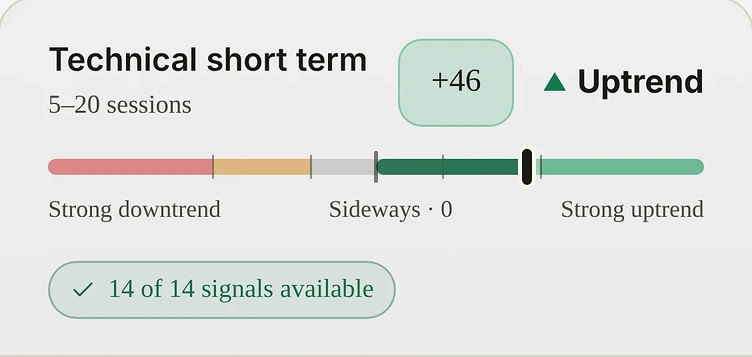 Technical short term
+46
▲ Uptrend
5–20 sessions
Strong downtrend
Sideways · 0
Strong uptrend
✓ 14 of 14 signals available